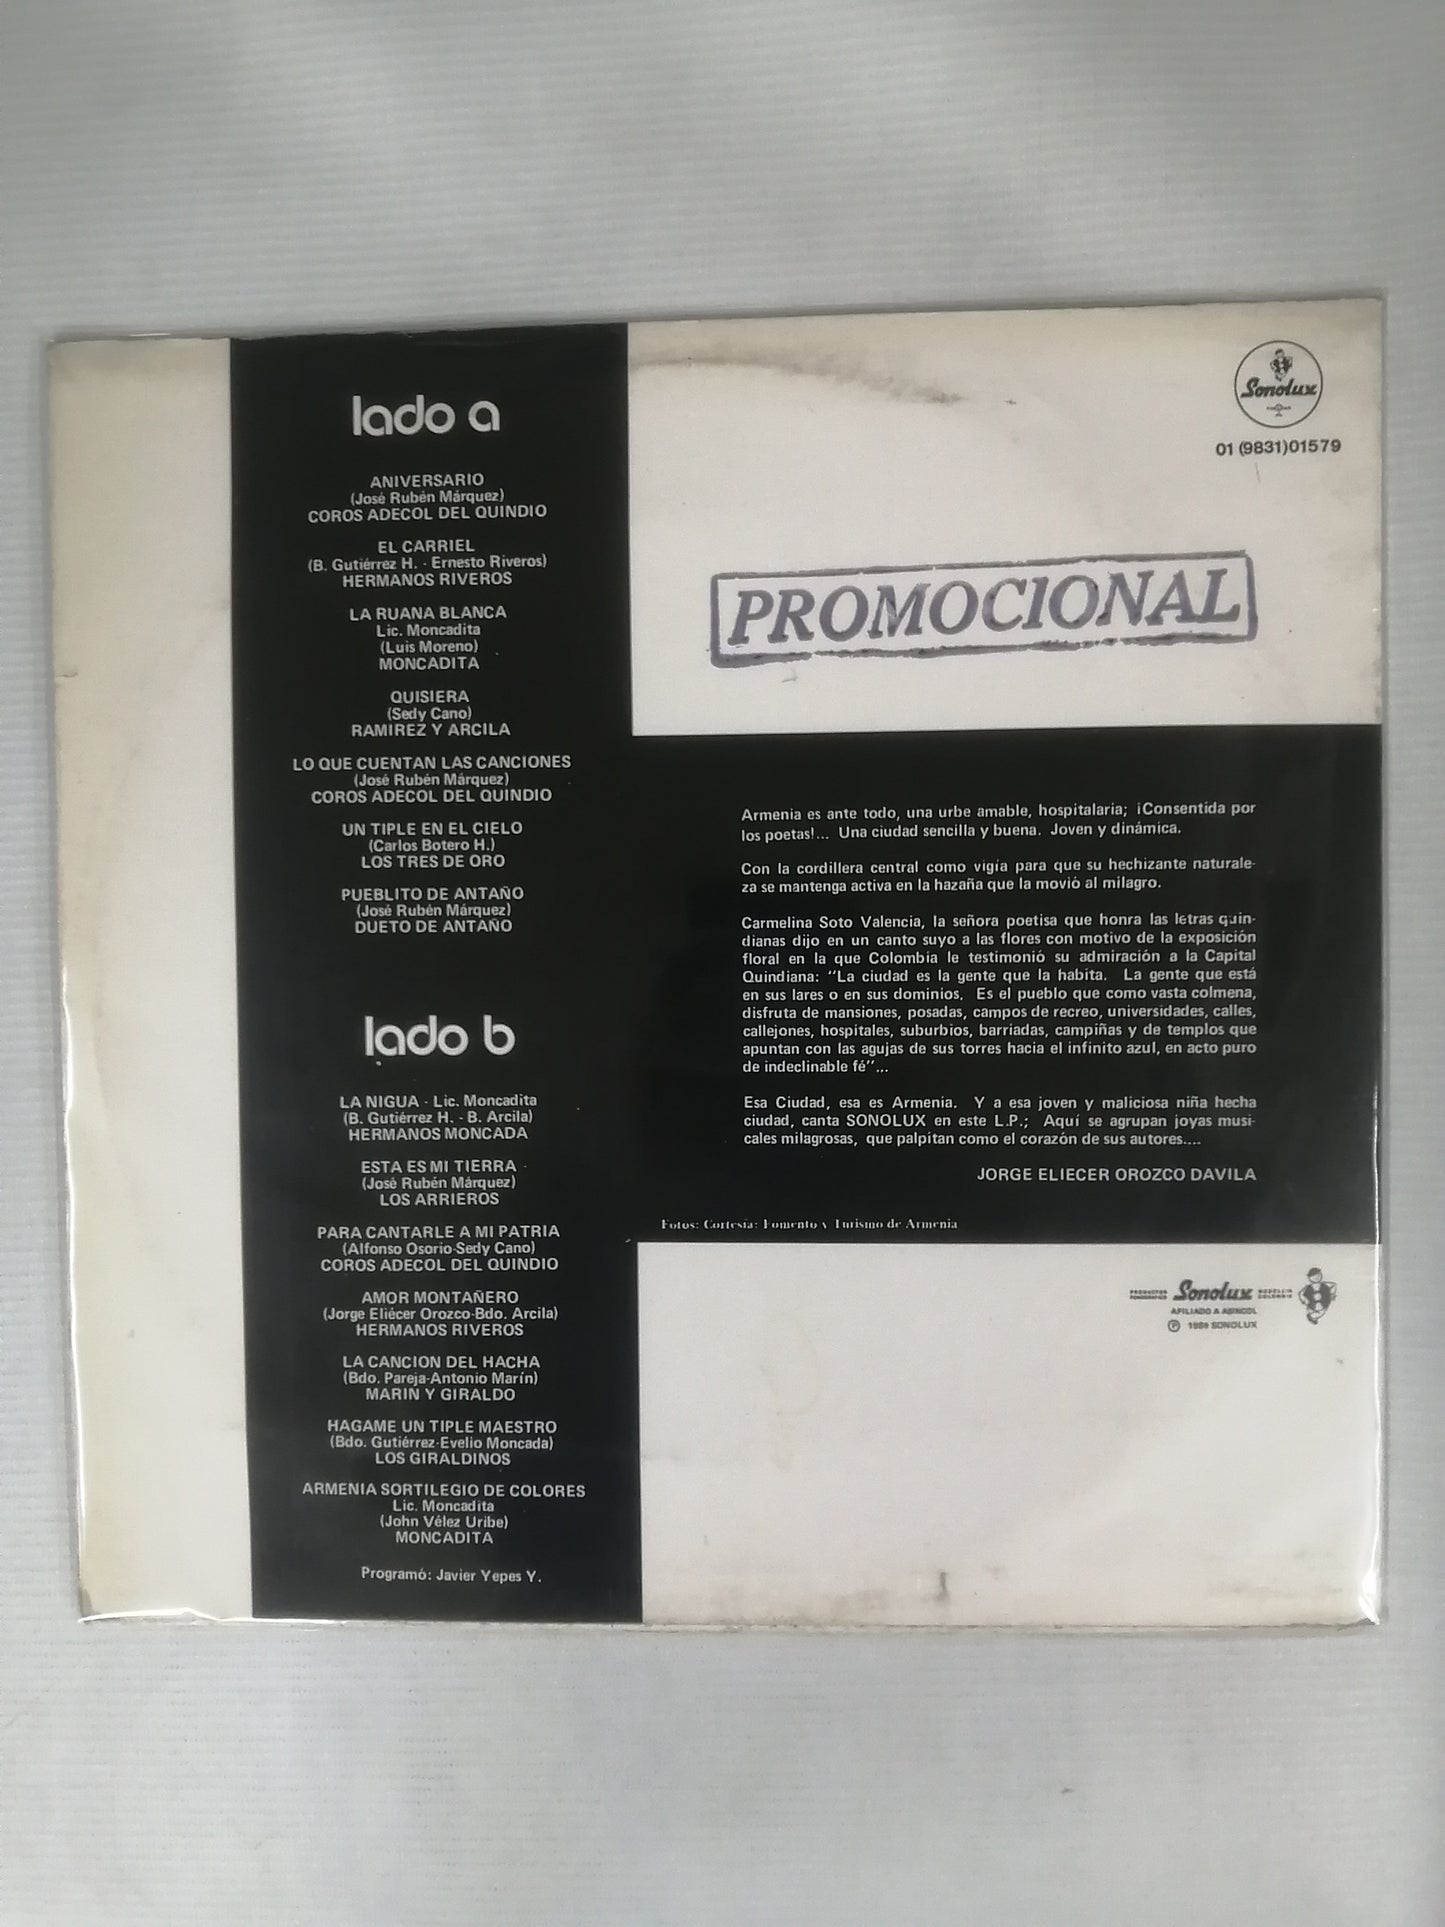 lado a
ANIVERSARIO
(José Rubén Márquez)
COROS ADECOL DEL QUINDIO
EL CARRIEL
(B. Gutiérrez H. - Ernesto Riveros)
HERMANOS RIVEROS
LA RUANA BLANCA
Lic. Moncadita
(Luis Moreno)
MONCADITA
QUISIERA
(Sedy Cano)
RAMIREZ Y ARCILA
LO QUE CUENTAN LAS CANCIONES
(José Rubén Márquez)
COROS ADECOL DEL QUINDIO
UN TIPLE EN EL CIELO
(Carlos Botero H.)
LOS TRES DE ORO
PUEBLITO DE ANTAÑO
(José Rubén Márquez)
DUETO DE ANTAÑO
lado b
LA NIGUA - Lic. Moncadita
(B. Gutiérrez H. - B. Arcila)
HERMANOS MONCADA
ESTA ES MI TIERRA
(José Rubén Márquez)
LOS ARRIEROS
PARA CANTARLE A MI PATRIA
(Alfonso Osorio-Sedy Cano)
COROS ADECOL DEL QUINDIO
AMOR MONTAÑERO
(Jorge Eliécer Orozco-Bdo. Arcila)
HERMANOS RIVEROS
LA CANCION DEL HACHA
(Bdo. Pareja-Antonio Marín)
MARIN Y GIRALDO
HAGAME UN TIPLE MAESTRO
(Bdo. Gutiérrez-Evelio Moncada)
LOS GIRALDINOS
ARMENIA SORTILEGIO DE COLORES
Lic. Moncadita
(John Vélez Uribe)
MONCADITA
Programó: Javier Yepes Y.
Sonolux
01 (9831)01579
PROMOCIONAL
Armenia es ante todo, una urbe amable, hospitalaria; ¡Consentida por
los poetas!... Una ciudad sencilla y buena. Joven y dinámica.
Con la cordillera central como vigía para que su hechizante naturale-
za se mantenga activa en la hazaña que la movió al milagro.
Carmelina Soto Valencia, la señora poetisa que honra las letras quin-
dianas dijo en un canto suyo a las flores con motivo de la exposición
floral en la que Colombia le testimonió su admiración a la Capital
Quindiana: "La ciudad es la gente que la habita. La gente que está
en sus lares o en sus dominios. Es el pueblo que como vasta colmena,
disfruta de mansiones, posadas, campos de recreo, universidades, calles,
callejones, hospitales, suburbios, barriadas, campiñas y de templos que
apuntan con las agujas de sus torres hacia el infinito azul, en acto puro
de indeclinable fé"...
Esa Ciudad, esa es Armenia. Y a esa joven y maliciosa niña hecha
ciudad, canta SONOLUX en este L.P.; Aquí se agrupan joyas musi-
cales milagrosas, que palpitan como el corazón de sus autores....
JORGE ELIECER OROZCO DAVILA
Fotos: Cortesía: Fomento y Turismo de Armenia
Sonolux MEDELLIN COLOMBIA
AFILIADO A ASINCOL
SONOLUX